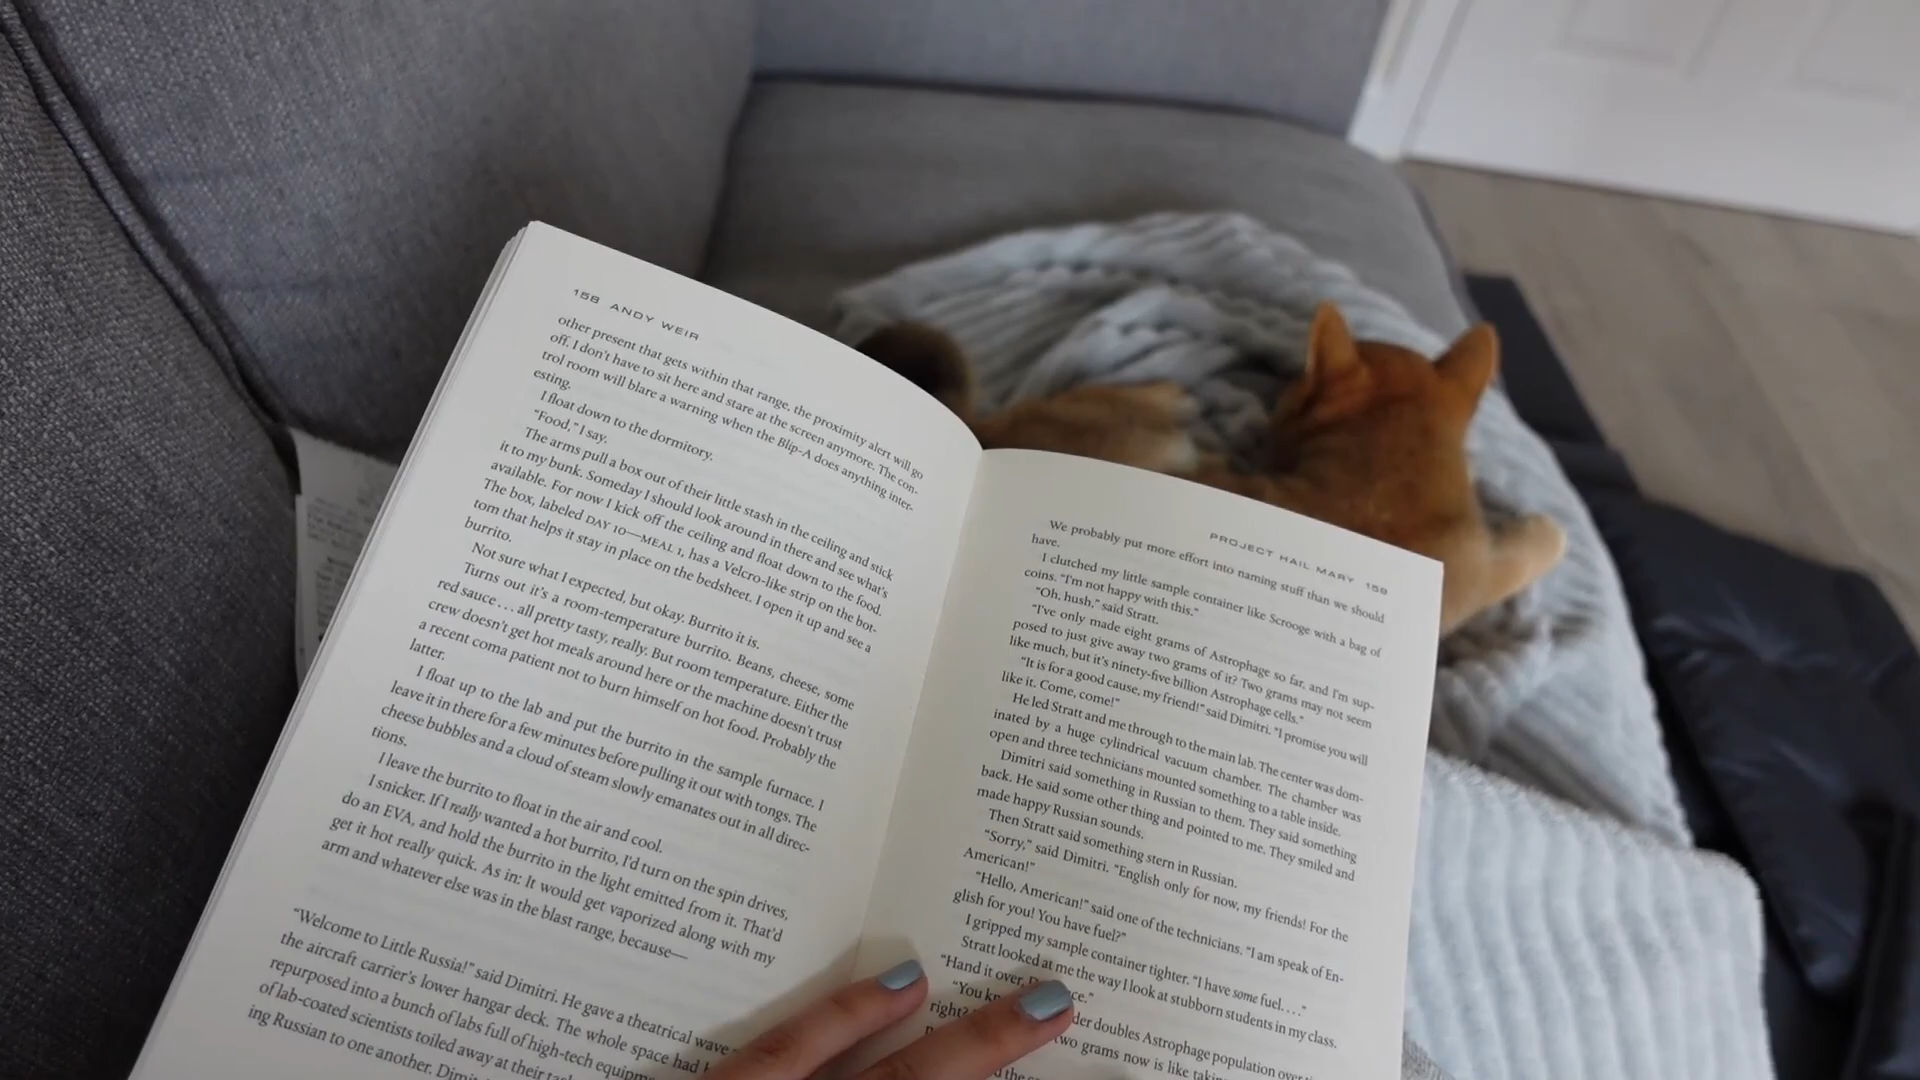 158 ANDY WEIR
other present that gets within that range, the proximity alert will go
off. I don't have to sit here and stare at the screen anymore. The con-
trol room will blare a warning when the Blip-A does anything inter-
esting.
I float down to the dormitory.
"Food," I say.
The arms pull a box out of their little stash in the ceiling and stick
it to my bunk. Someday I should look around in there and see what's
available. For now I kick off the ceiling and float down to the food.
The box, labeled DAY 10—MEAL 1, has a Velcro-like strip on the bot-
tom that helps it stay in place on the bedsheet. I open it up and see a
burrito.
Not sure what I expected, but okay. Burrito it is.
Turns out it's a room-temperature burrito. Beans, cheese, some
red sauce . . . all pretty tasty, really. But room temperature. Either the
crew doesn't get hot meals around here or the machine doesn't trust
a recent coma patient not to burn himself on hot food. Probably the
latter.
I float up to the lab and put the burrito in the sample furnace. I
leave it in there for a few minutes before pulling it out with tongs. The
cheese bubbles and a cloud of steam slowly emanates out in all direc-
tions.
I leave the burrito to float in the air and cool.
I snicker. If I really wanted a hot burrito, I'd turn on the spin drives,
do an EVA, and hold the burrito in the light emitted from it. That'd
get it hot really quick. As in: It would get vaporized along with my
arm and whatever else was in the blast range, because—
"Welcome to Little Russia!" said Dimitri. He gave a theatrical wave
the aircraft carrier's lower hangar deck. The whole space had
repurposed into a bunch of labs full of high-tech
of lab-coated scientists toiled away at their
ing Russian to one another.
PROJECT HAIL MARY 159
We probably put more effort into naming stuff than we should
have.
I clutched my little sample container like Scrooge with a bag of
coins. "I'm not happy with this."
"Oh, hush," said Stratt.
"I've only made eight grams of Astrophage so far, and I'm sup-
posed to just give away two grams of it? Two grams may not seem
like much, but it's ninety-five billion Astrophage cells."
"It is for a good cause, my friend!" said Dimitri. "I promise you will
like it. Come, come!"
He led Stratt and me through to the main lab. The center was dom-
inated by a huge cylindrical vacuum chamber. The chamber was
open and three technicians mounted something to a table inside.
Dimitri said something in Russian to them. They said something
back. He said some other thing and pointed to me. They smiled and
made happy Russian sounds.
Then Stratt said something stern in Russian.
"Sorry," said Dimitri. "English only for now, my friends! For the
American!"
"Hello, American!" said one of the technicians. "I am speak of En-
glish for you! You have fuel?"
I gripped my sample container tighter. "I have some fuel. . . ."
Stratt looked at me the way I look at stubborn students in my class.
"Hand it over,
"You
right? doubles Astrophage population
two grams now is like